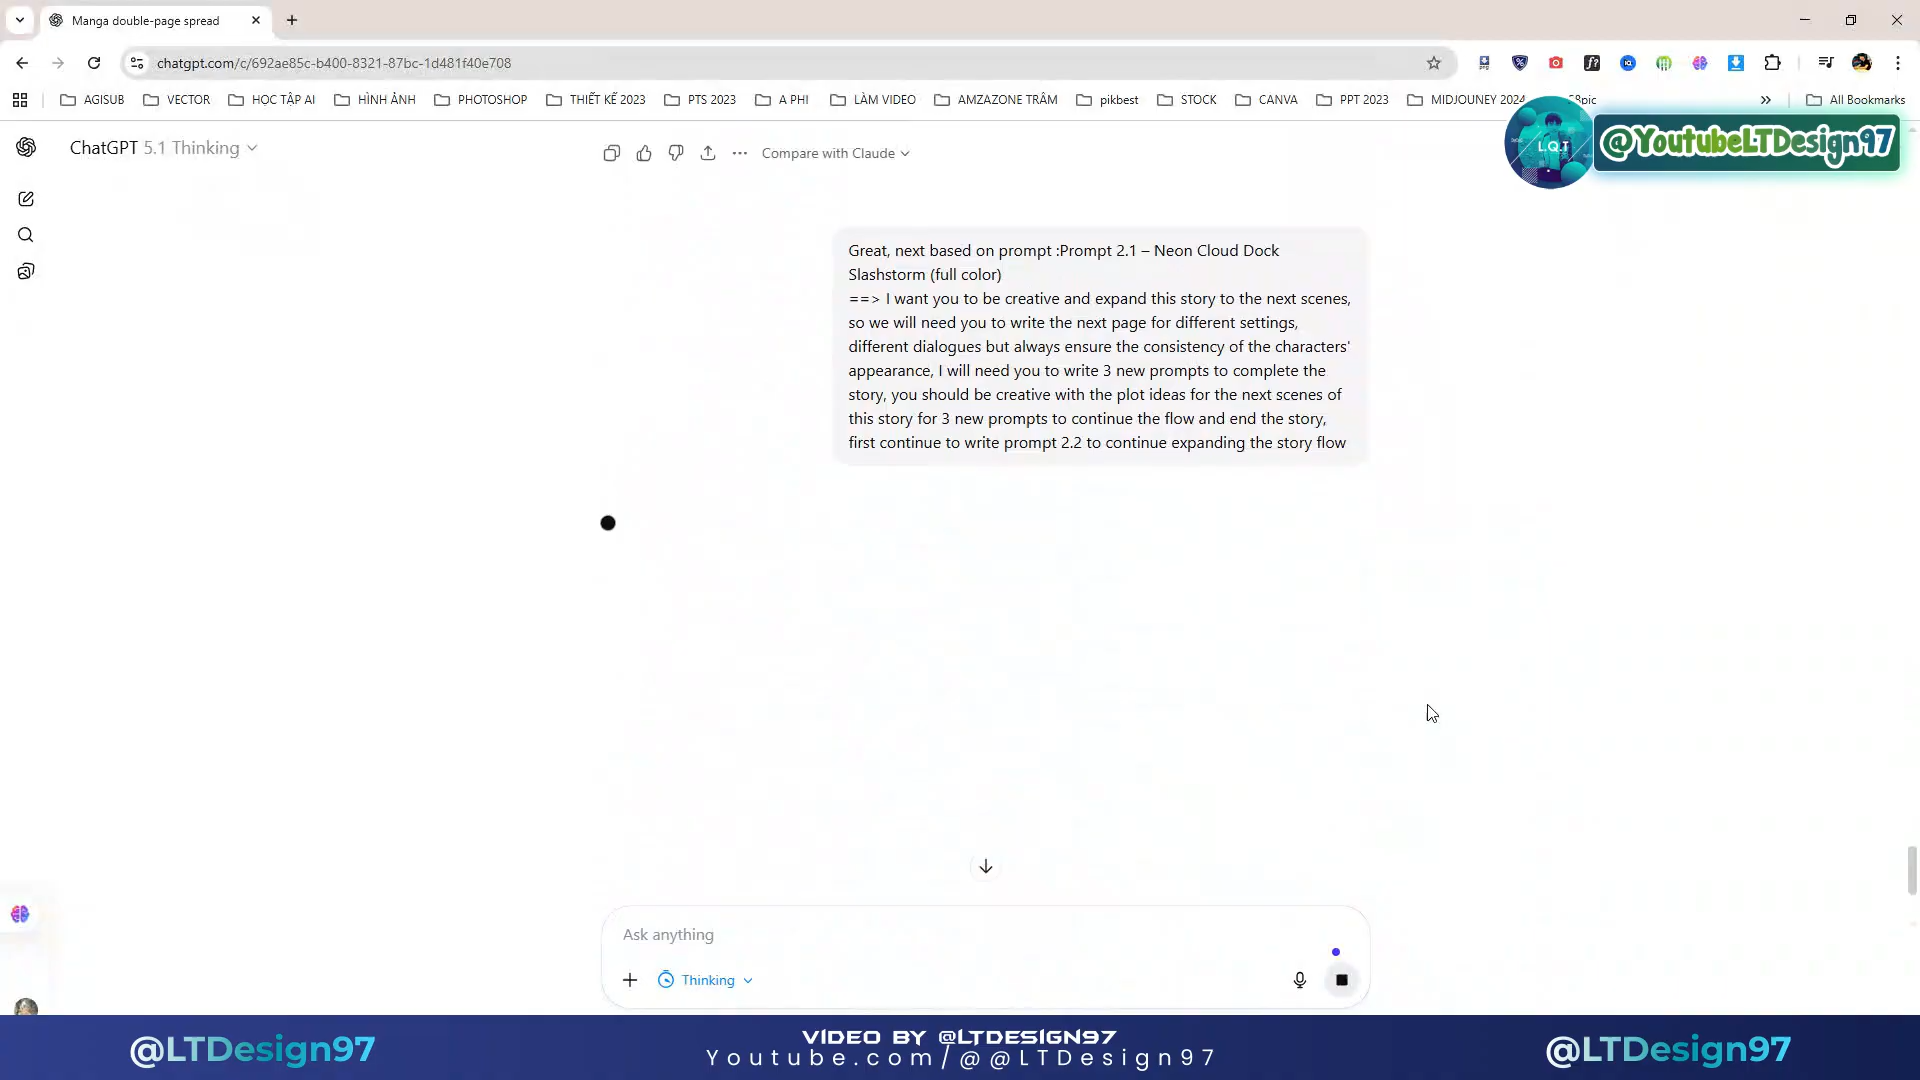 Manga double-page spread
chatgpt.com/c/692ae85c-b400-8321-87bc-1d481f40e708
AGISUB
VECTOR
HỌC TẬP AI
HÌNH ẢNH
PHOTOSHOP
THIẾT KẾ 2023
PTS 2023
A PHI
LÀM VIDEO
AMZAZONE TRÂM
pikbest
STOCK
CANVA
PPT 2023
MIDJOUNEY 2024
58pic
All Bookmarks
L.Q.T
@YoutubeLTDesign97
ChatGPT 5.1 Thinking
Compare with Claude
Great, next based on prompt :Prompt 2.1 – Neon Cloud Dock
Slashstorm (full color)
==> I want you to be creative and expand this story to the next scenes,
so we will need you to write the next page for different settings,
different dialogues but always ensure the consistency of the characters'
appearance, I will need you to write 3 new prompts to complete the
story, you should be creative with the plot ideas for the next scenes of
this story for 3 new prompts to continue the flow and end the story,
first continue to write prompt 2.2 to continue expanding the story flow
Ask anything
Thinking
@LTDesign97
VIDEO BY @LTDESIGN97
Youtube.com/@@LTDesign97
@LTDesign97